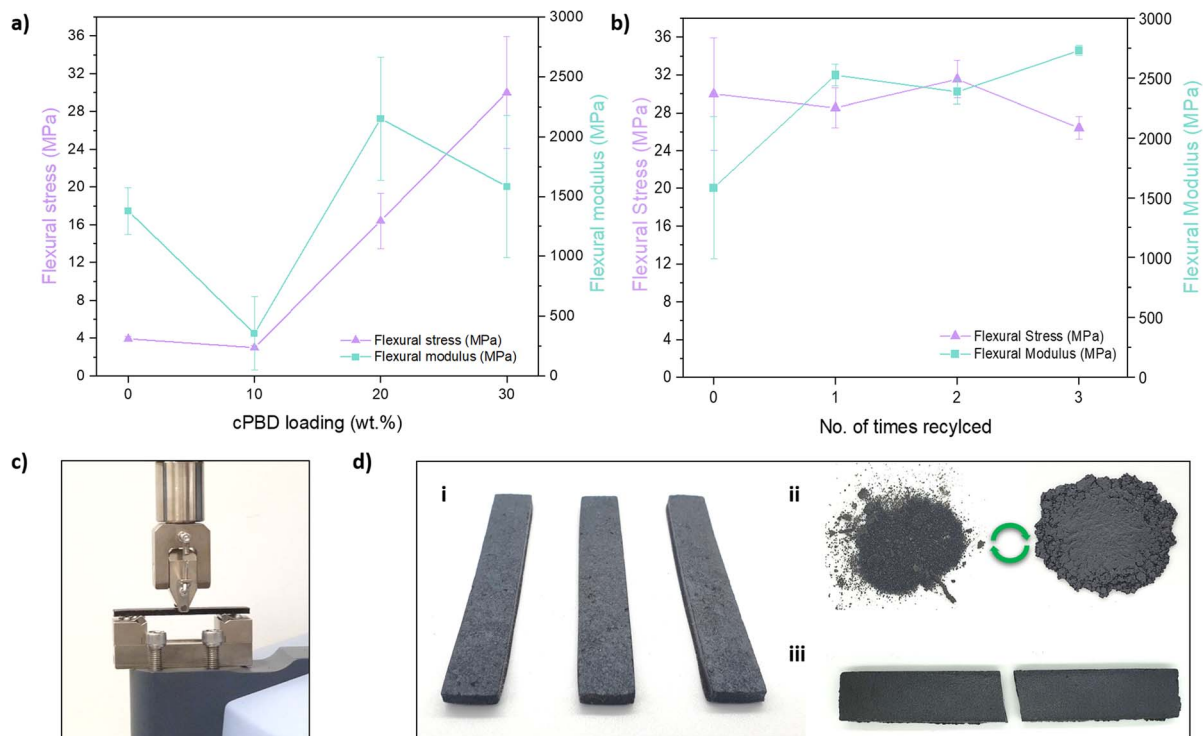 a)
36
32
28
24
20
16
12
8
4
0
Flexural stress (MPa)
3000
2500
2000
1500
1000
500
0
Flexural modulus (MPa)
Flexural stress (MPa)
Flexural modulus (MPa)
0 10 20 30
cPBD loading (wt.%)
b)
36
32
28
24
20
16
12
8
4
0
Flexural Stress (MPa)
3000
2500
2000
1500
1000
500
0
Flexural Modulus (MPa)
Flexural Stress (MPa)
Flexural Modulus (MPa)
0 1 2 3
No. of times recylced
c)
d)
i
ii
iii